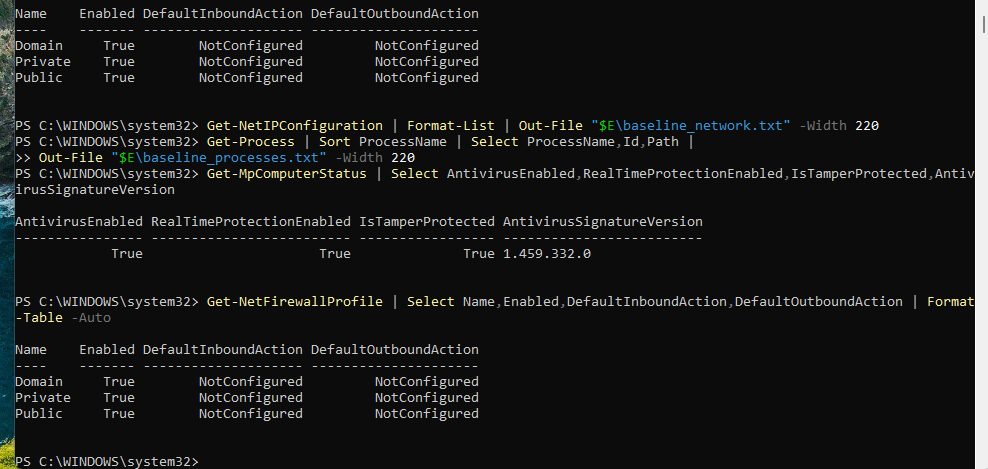 Name    Enabled DefaultInboundAction DefaultOutboundAction
----    ------- -------------------- ---------------------
Domain     True        NotConfigured         NotConfigured
Private    True        NotConfigured         NotConfigured
Public     True        NotConfigured         NotConfigured
PS C:\WINDOWS\system32> Get-NetIPConfiguration | Format-List | Out-File "$E\baseline_network.txt" -Width 220
PS C:\WINDOWS\system32> Get-Process | Sort ProcessName | Select ProcessName,Id,Path |
>> Out-File "$E\baseline_processes.txt" -Width 220
PS C:\WINDOWS\system32> Get-MpComputerStatus | Select AntivirusEnabled,RealTimeProtectionEnabled,IsTamperProtected,Antiv
irusSignatureVersion
AntivirusEnabled RealTimeProtectionEnabled IsTamperProtected AntivirusSignatureVersion
---------------- ------------------------- ----------------- -------------------------
            True                      True              True 1.459.332.0
PS C:\WINDOWS\system32> Get-NetFirewallProfile | Select Name,Enabled,DefaultInboundAction,DefaultOutboundAction | Format
-Table -Auto
Name    Enabled DefaultInboundAction DefaultOutboundAction
----    ------- -------------------- ---------------------
Domain     True        NotConfigured         NotConfigured
Private    True        NotConfigured         NotConfigured
Public     True        NotConfigured         NotConfigured
PS C:\WINDOWS\system32>